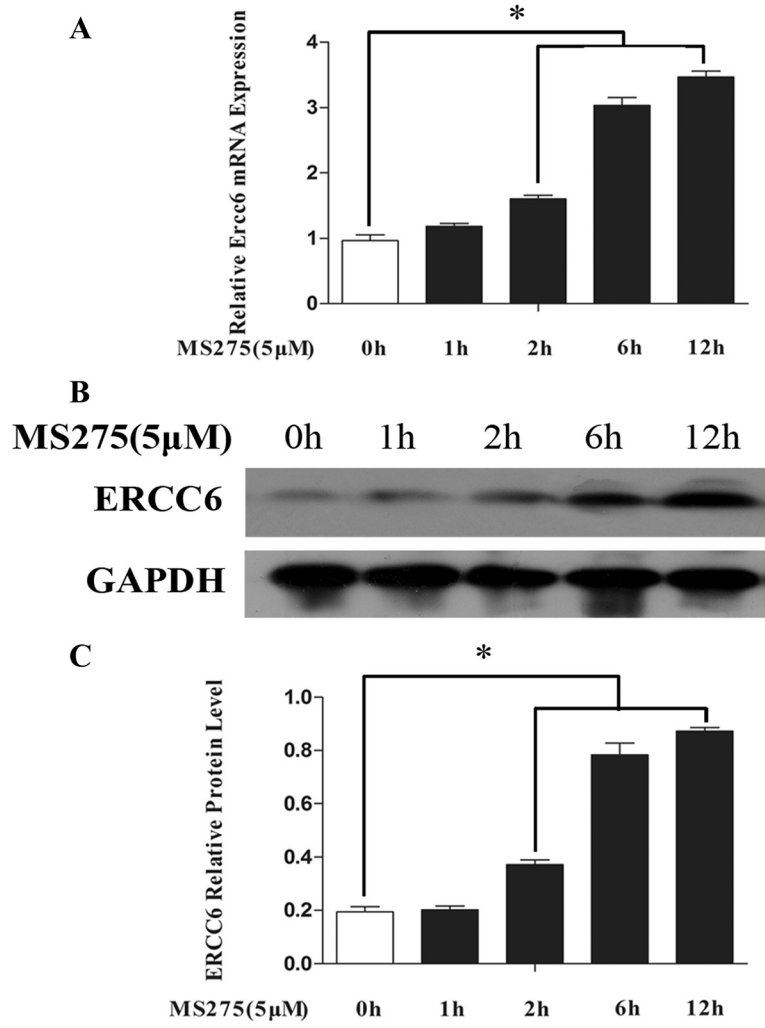 A
*
Relative Ercc6 mRNA Expression
4
3
2
1
0
MS275(5μM) 0h 1h 2h 6h 12h
B
MS275(5μM) 0h 1h 2h 6h 12h
ERCC6
GAPDH
C
*
ERCC6 Relative Protein Level
1.0
0.8
0.6
0.4
0.2
0.0
MS275(5μM) 0h 1h 2h 6h 12h